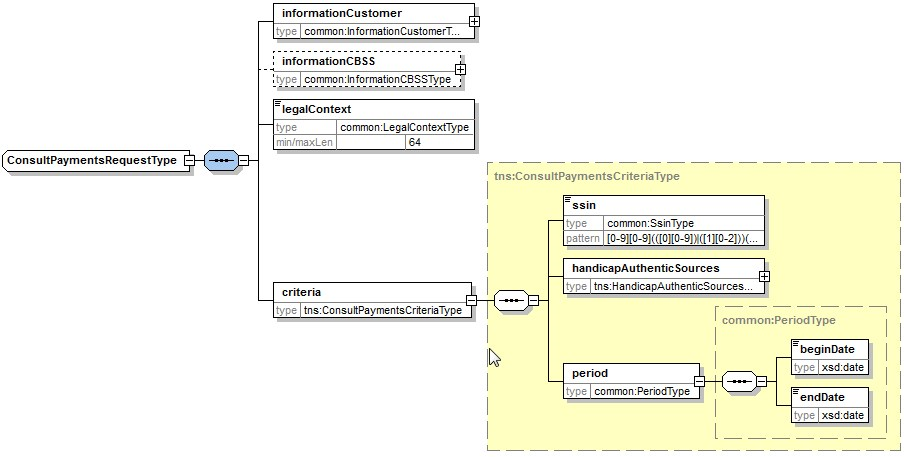 informationCustomer
type common:InformationCustomerT...
informationCBSS
type common:InformationCBSSType
legalContext
type common:LegalContextType
min/maxLen 64
ConsultPaymentsRequestType
tns:ConsultPaymentsCriteriaType
ssin
type common:SsinType
pattern [0-9][0-9](([0][0-9])|([1][0-2]))(...
handicapAuthenticSources
type tns:HandicapAuthenticSources...
criteria
type tns:ConsultPaymentsCriteriaType
common:PeriodType
beginDate
type xsd:date
period
type common:PeriodType
endDate
type xsd:date